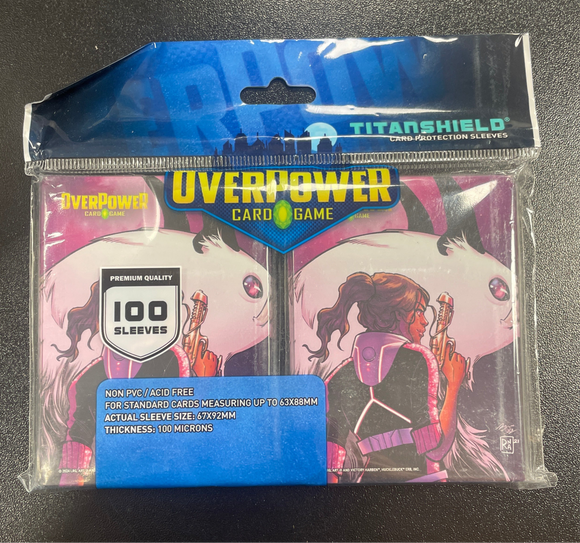 TITANSHIELD®
CARD PROTECTION SLEEVES
OVERPOWER
CARD GAME
OVERPOWER
CARD GAME
PREMIUM QUALITY
100
SLEEVES
NON PVC / ACID FREE
FOR STANDARD CARDS MEASURING UP TO 63X88MM
ACTUAL SLEEVE SIZE: 67X92MM
THICKNESS: 100 MICRONS